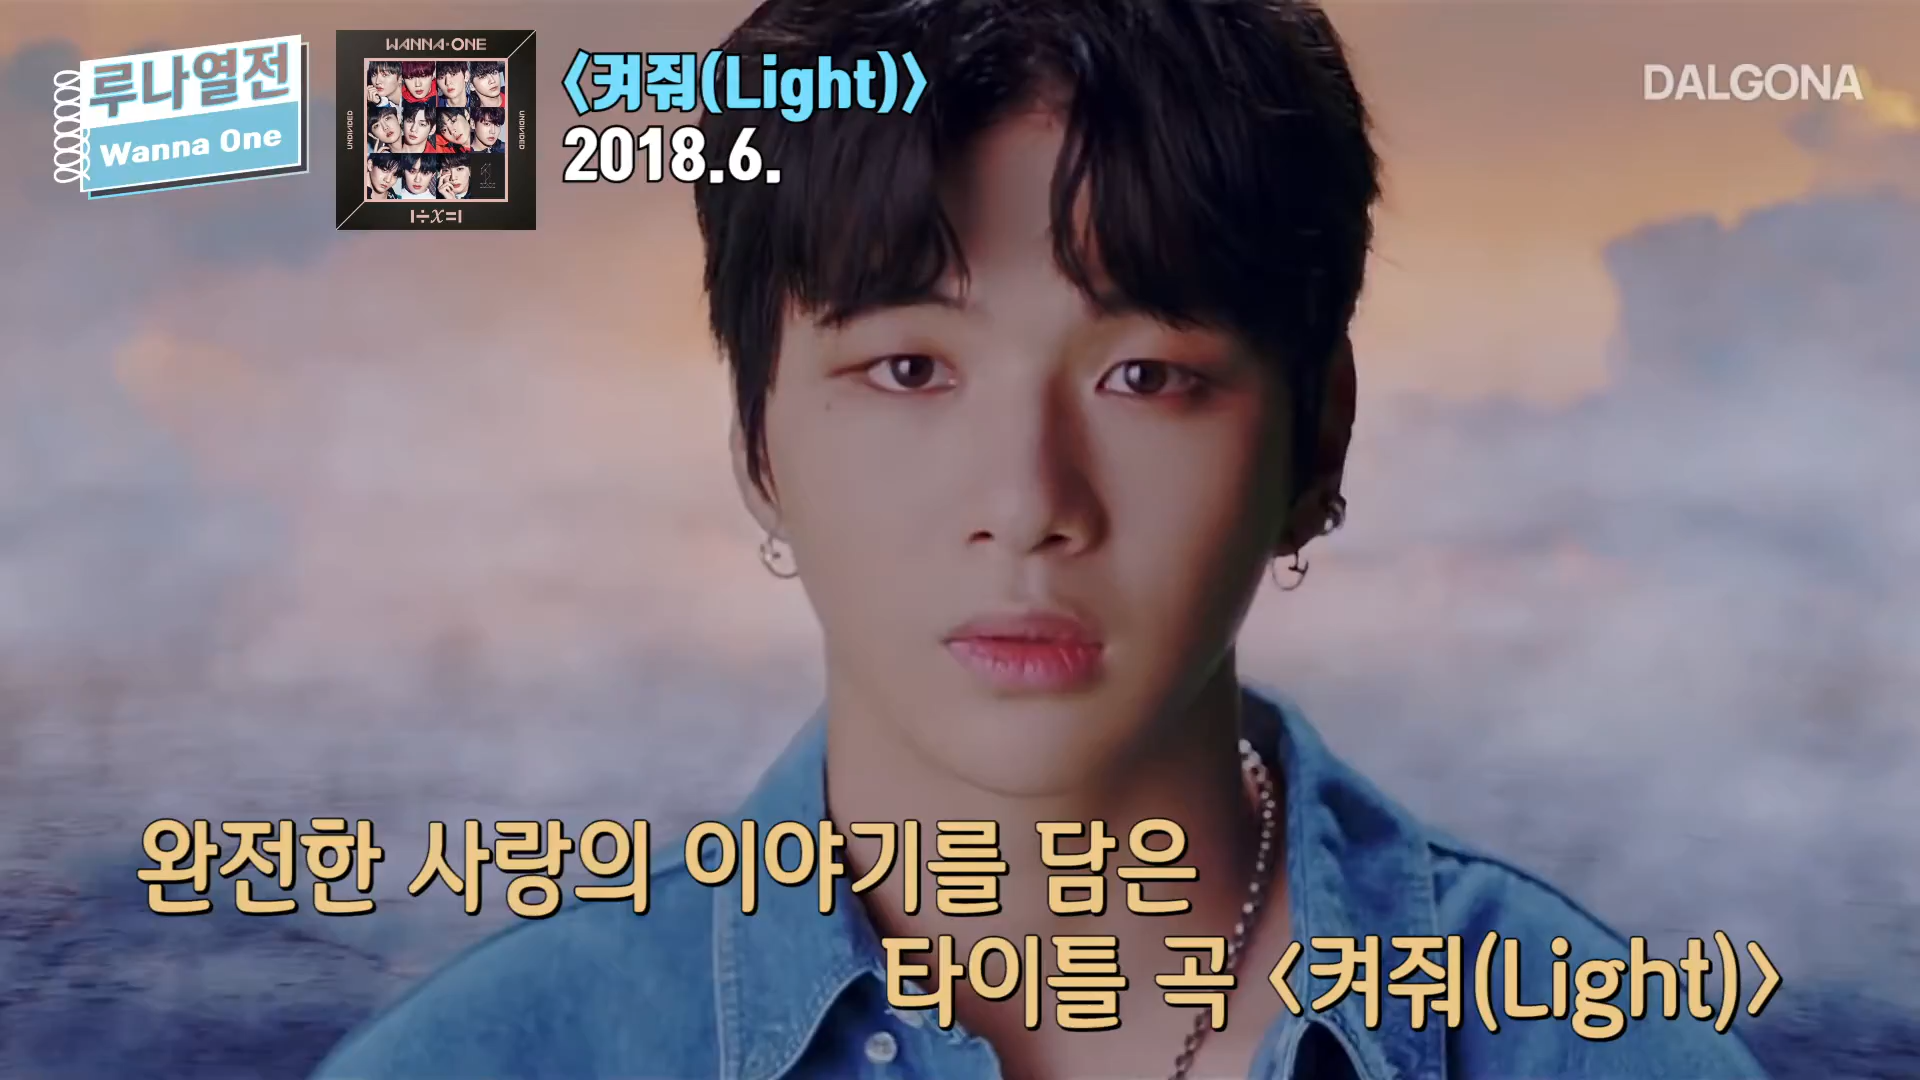 루나열전
Wanna One
WANNA·ONE
UNDIVIDED
UNDIVIDED
1÷x=1
<켜줘(Light)>
2018.6.
DALGONA
완전한 사랑의 이야기를 담은
타이틀 곡 <켜줘(Light)>